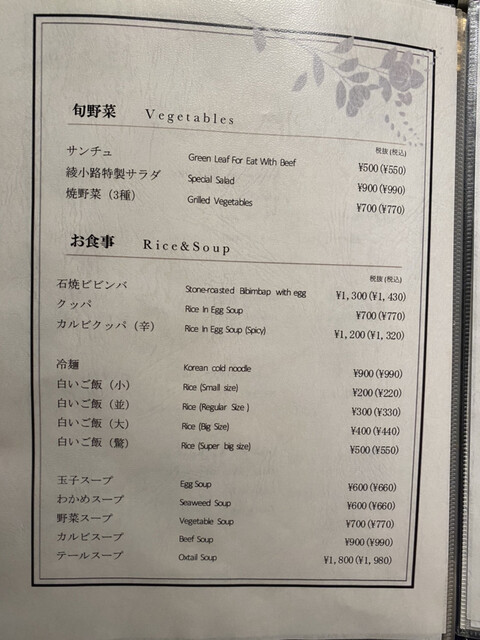 旬野菜 Vegetables
税抜(税込)
サンチュ Green Leaf For Eat With Beef ¥500(¥550)
綾小路特製サラダ Special Salad ¥900(¥990)
焼野菜（3種） Grilled Vegetables ¥700(¥770)
お食事 Rice&Soup
税抜(税込)
石焼ビビンバ Stone-roasted Bibimbap with egg ¥1,300(¥1,430)
クッパ Rice In Egg Soup ¥700(¥770)
カルビクッパ（辛） Rice In Egg Soup (Spicy) ¥1,200(¥1,320)
冷麺 Korean cold noodle ¥900(¥990)
白いご飯（小） Rice (Small size) ¥200(¥220)
白いご飯（並） Rice (Regular Size ) ¥300(¥330)
白いご飯（大） Rice (Big Size) ¥400(¥440)
白いご飯（驚） Rice (Super big size) ¥500(¥550)
玉子スープ Egg Soup ¥600(¥660)
わかめスープ Seaweed Soup ¥600(¥660)
野菜スープ Vegetable Soup ¥700(¥770)
カルビスープ Beef Soup ¥900(¥990)
テールスープ Oxtail Soup ¥1,800(¥1,980)